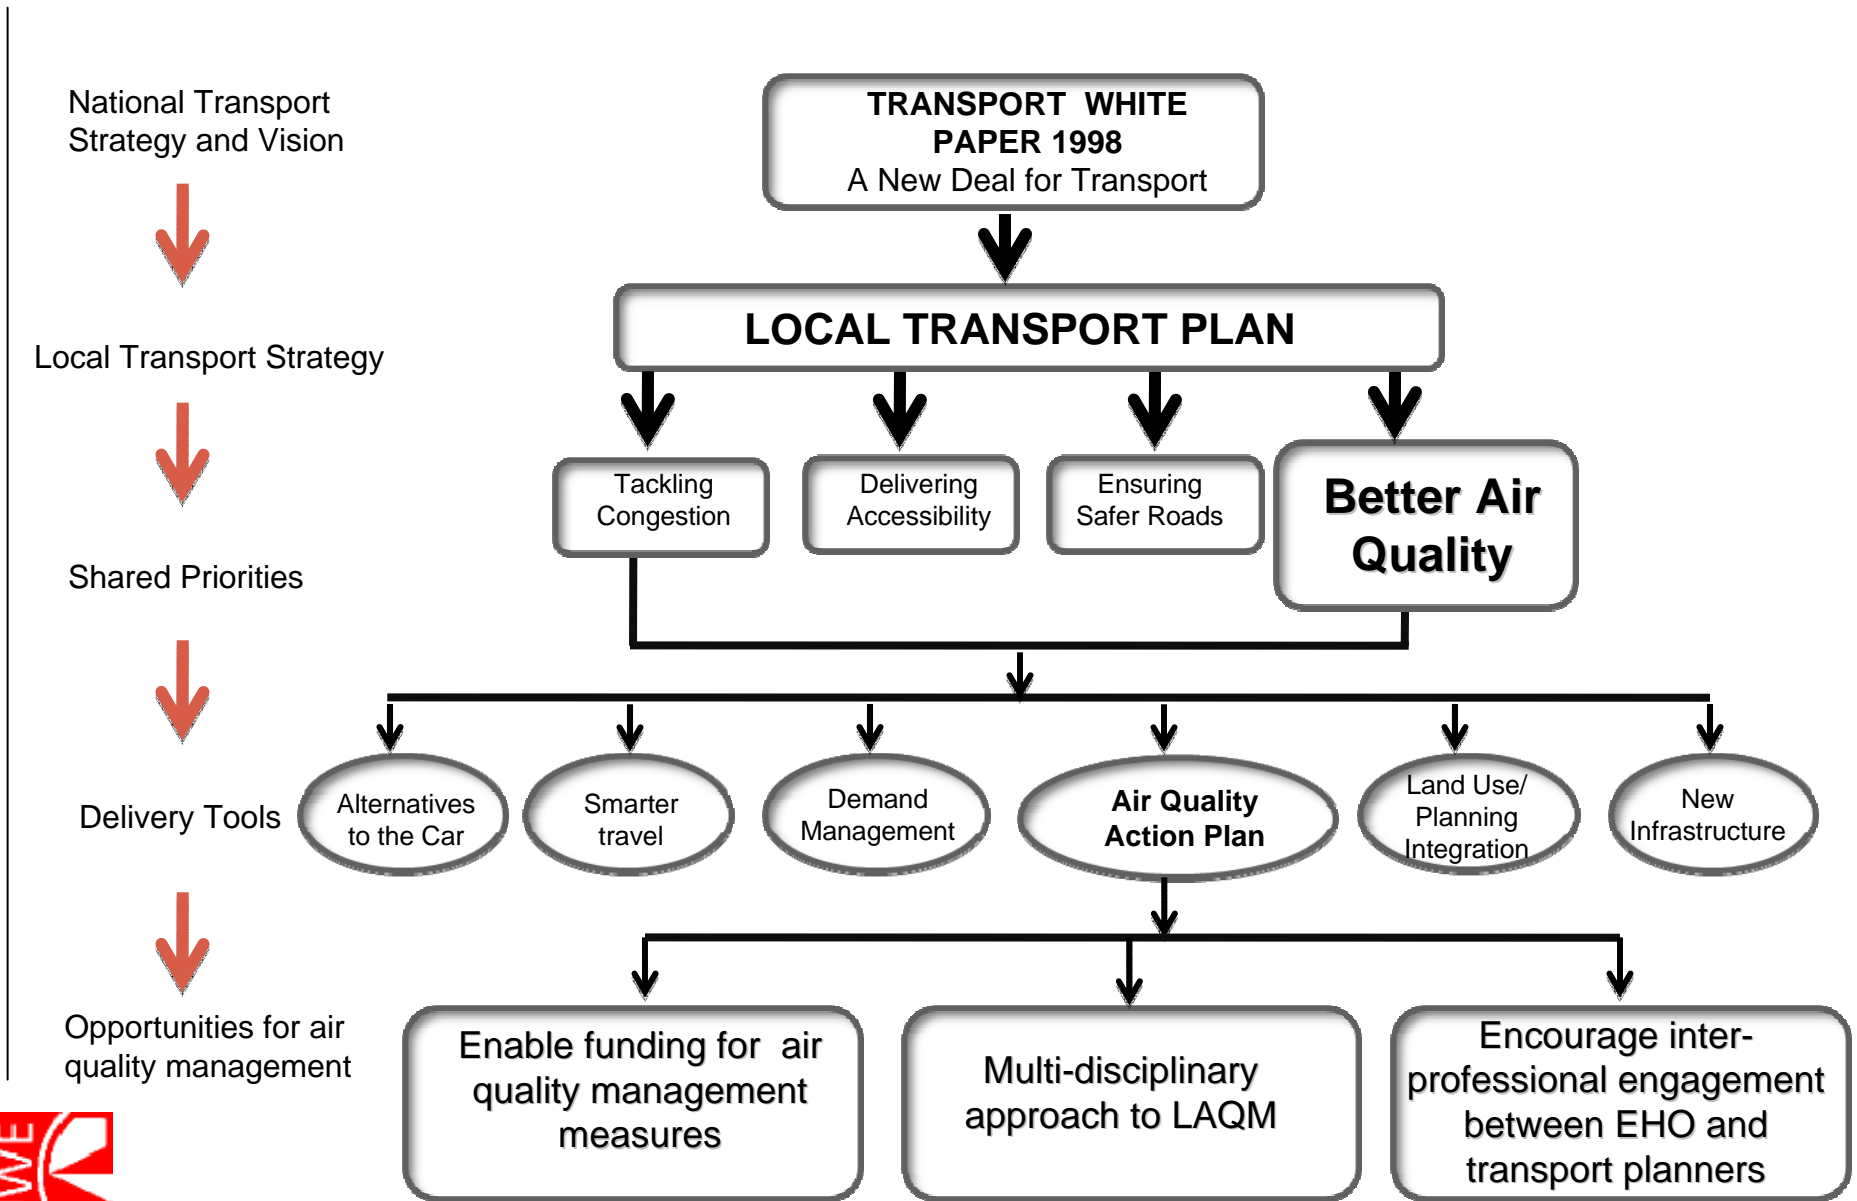 National Transport
Strategy and Vision
TRANSPORT WHITE
PAPER 1998
A New Deal for Transport
LOCAL TRANSPORT PLAN
Local Transport Strategy
Tackling
Congestion
Delivering
Accessibility
Ensuring
Safer Roads
Better Air
Quality
Shared Priorities
Delivery Tools
Alternatives
to the Car
Smarter
travel
Demand
Management
Air Quality
Action Plan
Land Use/
Planning
Integration
New
Infrastructure
Opportunities for air
quality management
Enable funding for air
quality management
measures
Multi-disciplinary
approach to LAQM
Encourage inter-
professional engagement
between EHO and
transport planners
WE